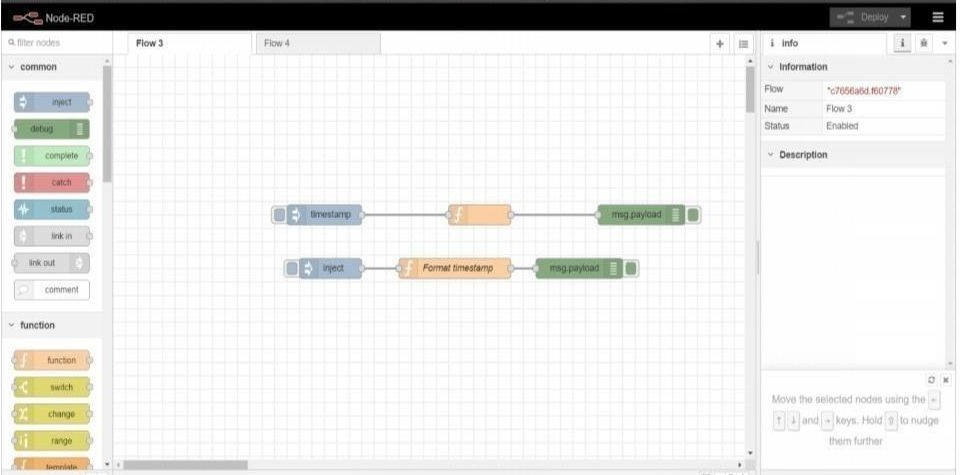 Node-RED
Deploy
filter nodes
Flow 3
Flow 4
i info
i
common
inject
debug
complete
catch
status
link in
link out
comment
function
function
switch
change
range
template
timestamp
f
msg.payload
inject
f Format timestamp
msg.payload
Information
Flow "c7656a6d.f60778"
Name Flow 3
Status Enabled
Description
Move the selected nodes using the ←
↑ ↓ and → keys. Hold ⇧ to nudge
them further